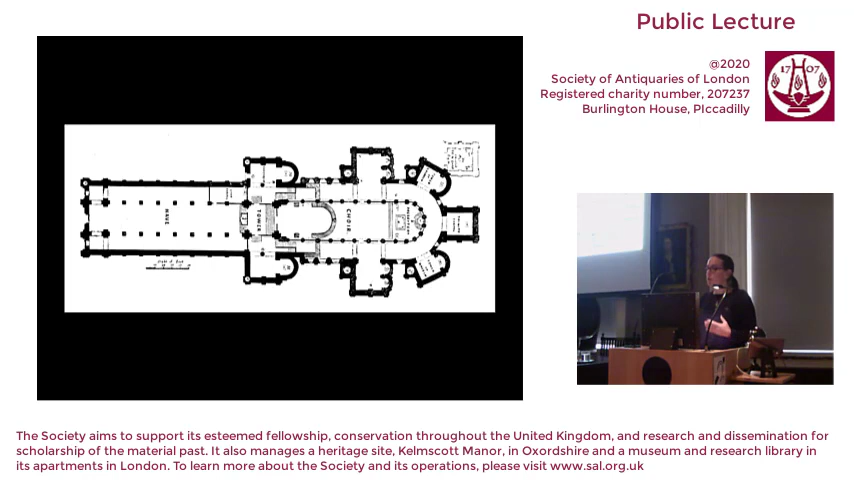 Public Lecture
@2020
Society of Antiquaries of London
Registered charity number, 207237
Burlington House, PIccadilly
17 07
NAVE
TOWER
CHOIR
The Society aims to support its esteemed fellowship, conservation throughout the United Kingdom, and research and dissemination for
scholarship of the material past. It also manages a heritage site, Kelmscott Manor, in Oxordshire and a museum and research library in
its apartments in London. To learn more about the Society and its operations, please visit www.sal.org.uk